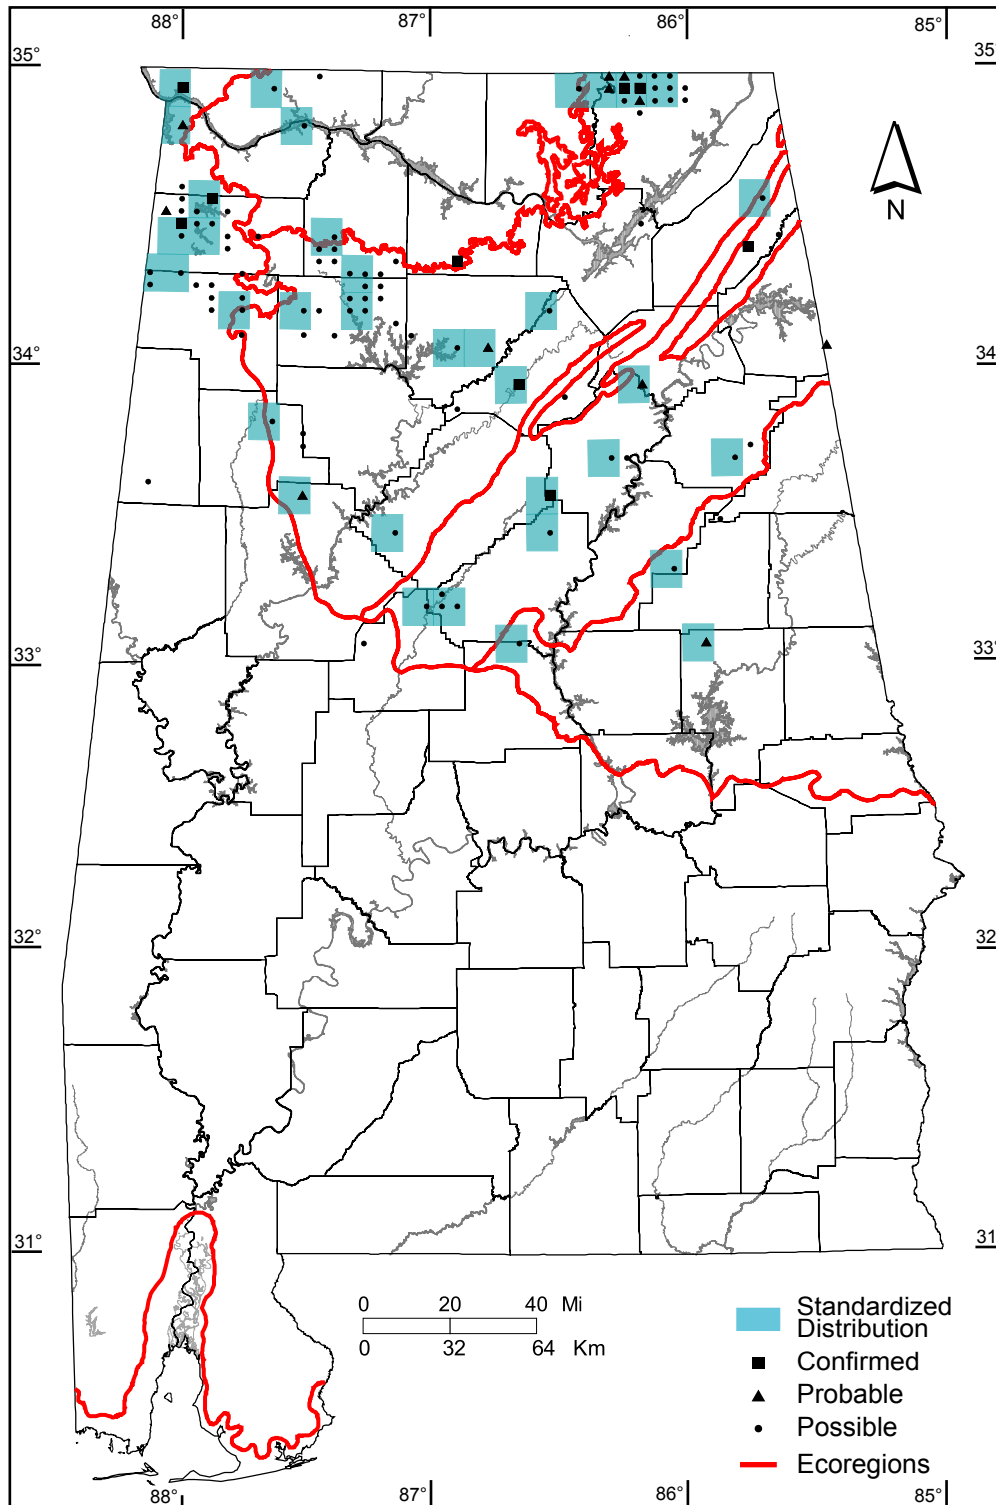 88° 87° 86° 85°
35° 35°
N
34° 34
33° 33°
32° 32
31° 31
0 20 40 Mi
0 32 64 Km
Standardized
Distribution
Confirmed
Probable
Possible
Ecoregions
88° 87° 86° 85°